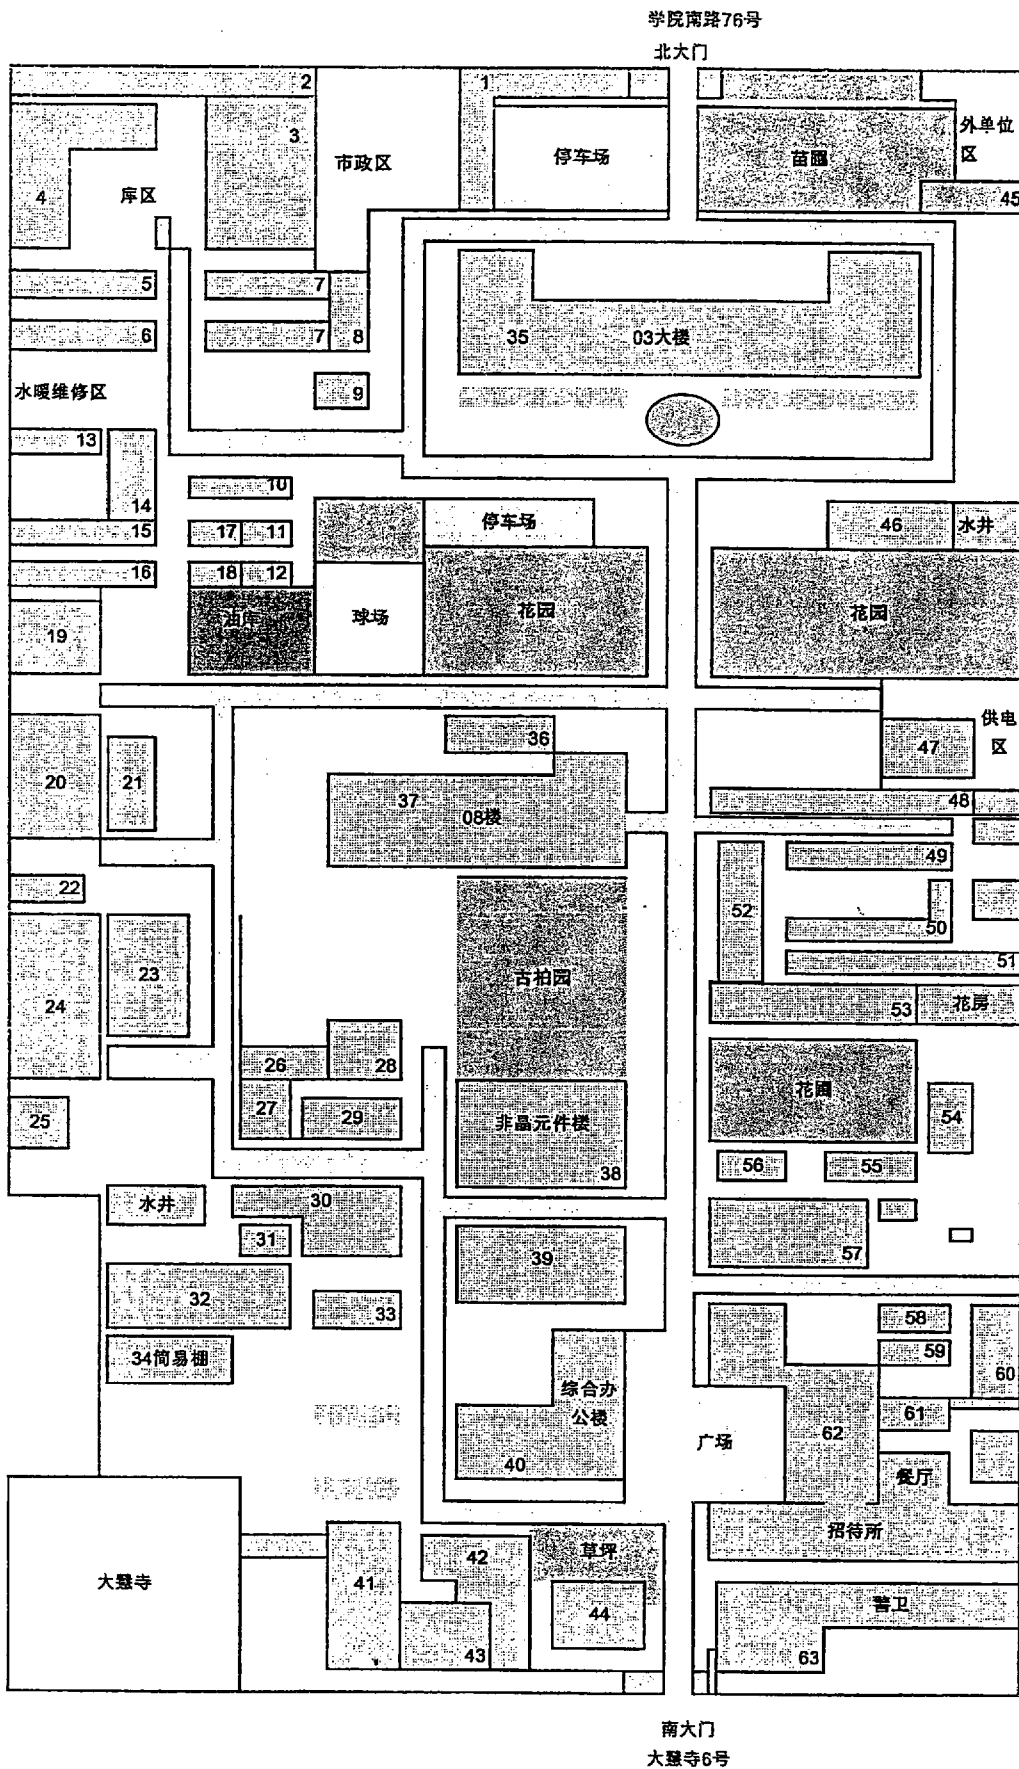 学院南路76号
北大门
2
1
3
4
库区
市政区
停车场
苗圃
外单位
区
45
5
7
6
7
8
35
03大楼
水暖维修区
9
13
14
10
15
17
11
停车场
46
水井
16
18
12
19
油库
球场
花园
花园
供电
区
36
47
20
21
37
08楼
48
49
22
52
50
23
24
古柏园
51
53
花房
26
28
花圃
25
27
29
非晶元件楼
38
54
56
55
水井
30
31
39
57
32
33
58
34简易棚
59
60
综合办
公楼
61
40
广场
62
餐厅
招待所
大慧寺
41
42
草坪
43
44
警卫
63
南大门
大慧寺6号